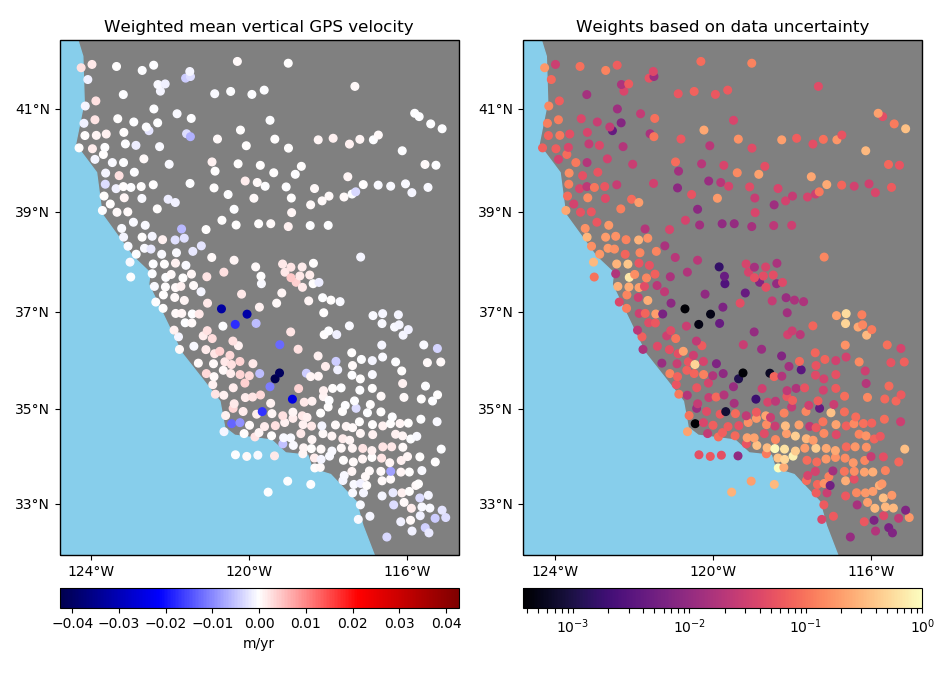 Weighted mean vertical GPS velocity
Weights based on data uncertainty
41°N
39°N
37°N
35°N
33°N
41°N
39°N
37°N
35°N
33°N
124°W 120°W 116°W
124°W 120°W 116°W
−0.04 −0.03 −0.02 −0.01 0.00 0.01 0.02 0.03 0.04
m/yr
10⁻³ 10⁻² 10⁻¹ 10⁰